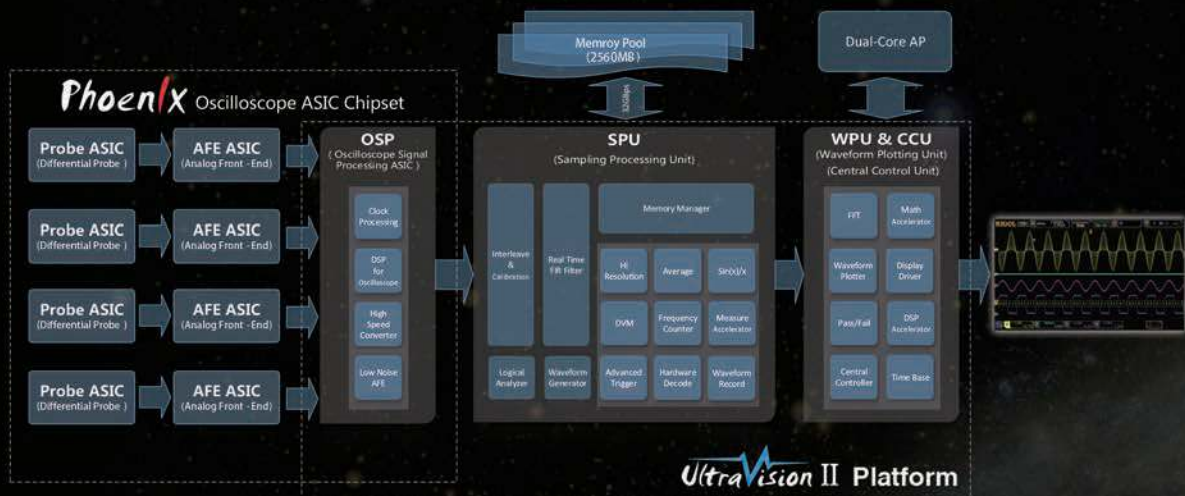 Memroy Pool
(2560MB)
Dual-Core AP
32GBps
Phoenix Oscilloscope ASIC Chipset
Probe ASIC
(Differential Probe )
AFE ASIC
(Analog Front -End)
Probe ASIC
(Differential Probe )
AFE ASIC
(Analog Front -End)
Probe ASIC
(Differential Probe )
AFE ASIC
(Analog Front -End)
Probe ASIC
(Differential Probe )
AFE ASIC
(Analog Front -End)
OSP
( Oscilloscope Signal
Processing ASIC )
Clock
Processing
DSP
for
Oscilloscope
High
Speed
Converter
Low Noise
AFE
SPU
(Sampling Processing Unit)
Interleave
&
Calibration
Real Time
FIR Filter
Memory Manager
Hi
Resolution
Average
Sin(x)/x
DVM
Frequency
Counter
Measure
Accelerator
Logical
Analyzer
Waveform
Generator
Advanced
Trigger
Hardware
Decode
Waveform
Record
WPU & CCU
(Waveform Plotting Unit)
(Central Control Unit)
FFT
Math
Accelerator
Waveform
Plotter
Display
Driver
Pass/Fail
DSP
Accelerator
Central
Controller
Time Base
RIGOL
UltraVision II Platform